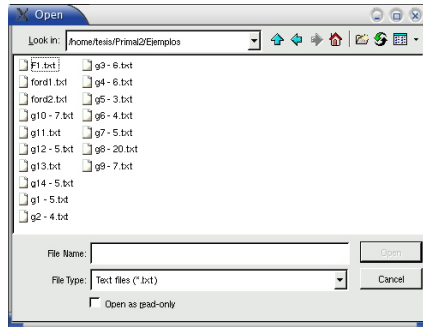 Open
Look in: /home/tesis/Primal2/Ejemplos
F1.txt
ford1.txt
ford2.txt
g10 - 7.txt
g11.txt
g12 - 5.txt
g13.txt
g14 - 5.txt
g1 - 5.txt
g2 - 4.txt
g3 - 6.txt
g4 - 6.txt
g5 - 3.txt
g6 - 4.txt
g7 - 5.txt
g8 - 20.txt
g9 - 7.txt
File Name:
Open
File Type: Text files (*.txt)
Cancel
Open as read-only